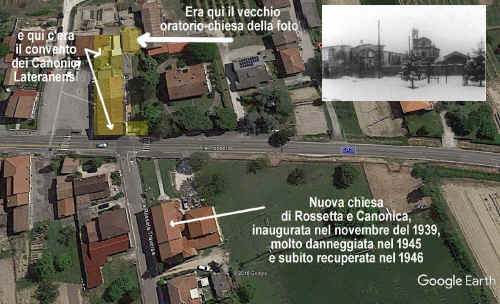 Era qui il vecchio
oratorio-chiesa della foto
e qui c'era
il convento
dei Canonici
Lateranensi
Nuova chiesa
di Rossetta e Canonica,
inaugurata nel novembre del 1939,
molto danneggiata nel 1945
e subito recuperata nel 1946
Google Earth